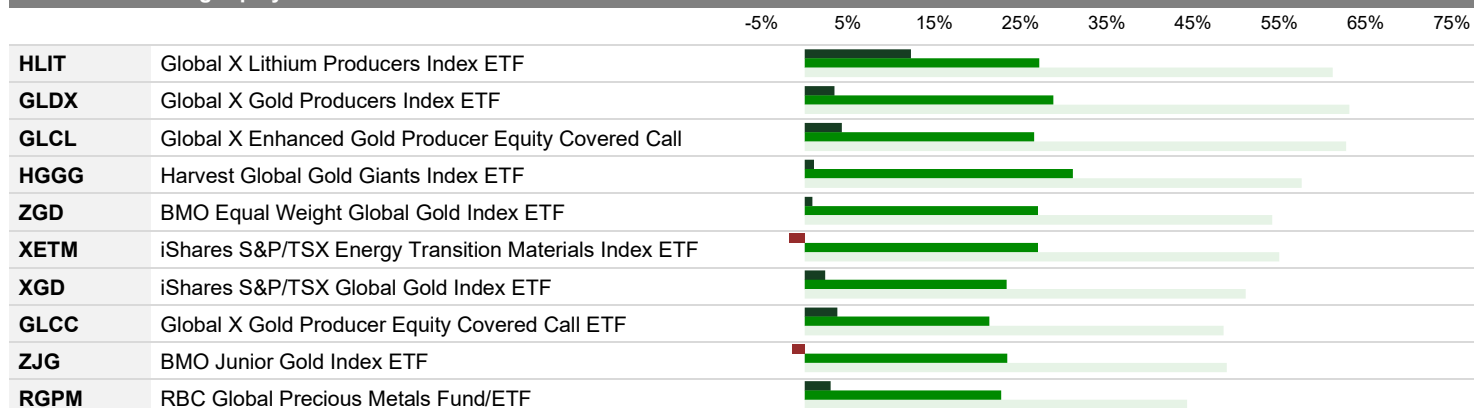 -5% 5% 15% 25% 35% 45% 55% 65% 75%
HLIT Global X Lithium Producers Index ETF
GLDX Global X Gold Producers Index ETF
GLCL Global X Enhanced Gold Producer Equity Covered Call
HGGG Harvest Global Gold Giants Index ETF
ZGD BMO Equal Weight Global Gold Index ETF
XETM iShares S&P/TSX Energy Transition Materials Index ETF
XGD iShares S&P/TSX Global Gold Index ETF
GLCC Global X Gold Producer Equity Covered Call ETF
ZJG BMO Junior Gold Index ETF
RGPM RBC Global Precious Metals Fund/ETF